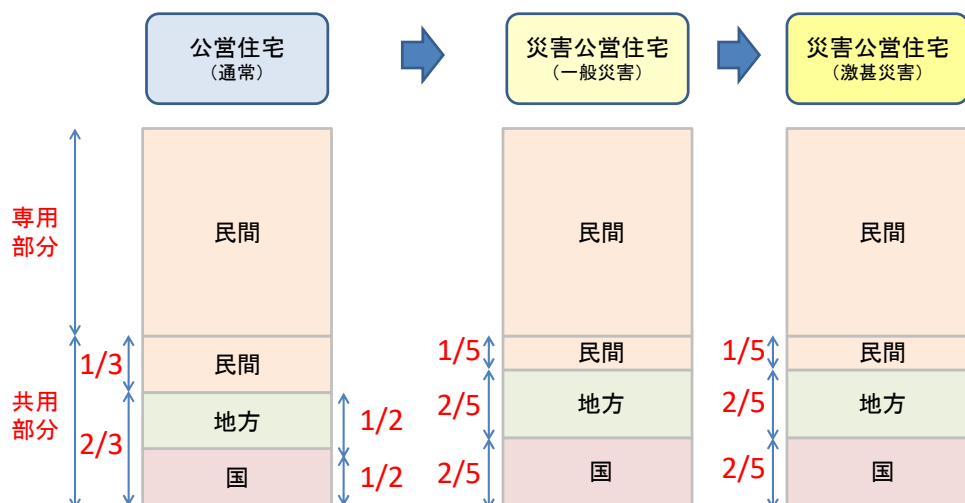 公営住宅
（通常）
災害公営住宅
（一般災害）
災害公営住宅
（激甚災害）
専用
部分
民間
民間
民間
共用
部分
1/3
2/3
民間
地方
国
1/2
1/2
1/5
2/5
2/5
民間
地方
国
1/5
2/5
2/5
民間
地方
国